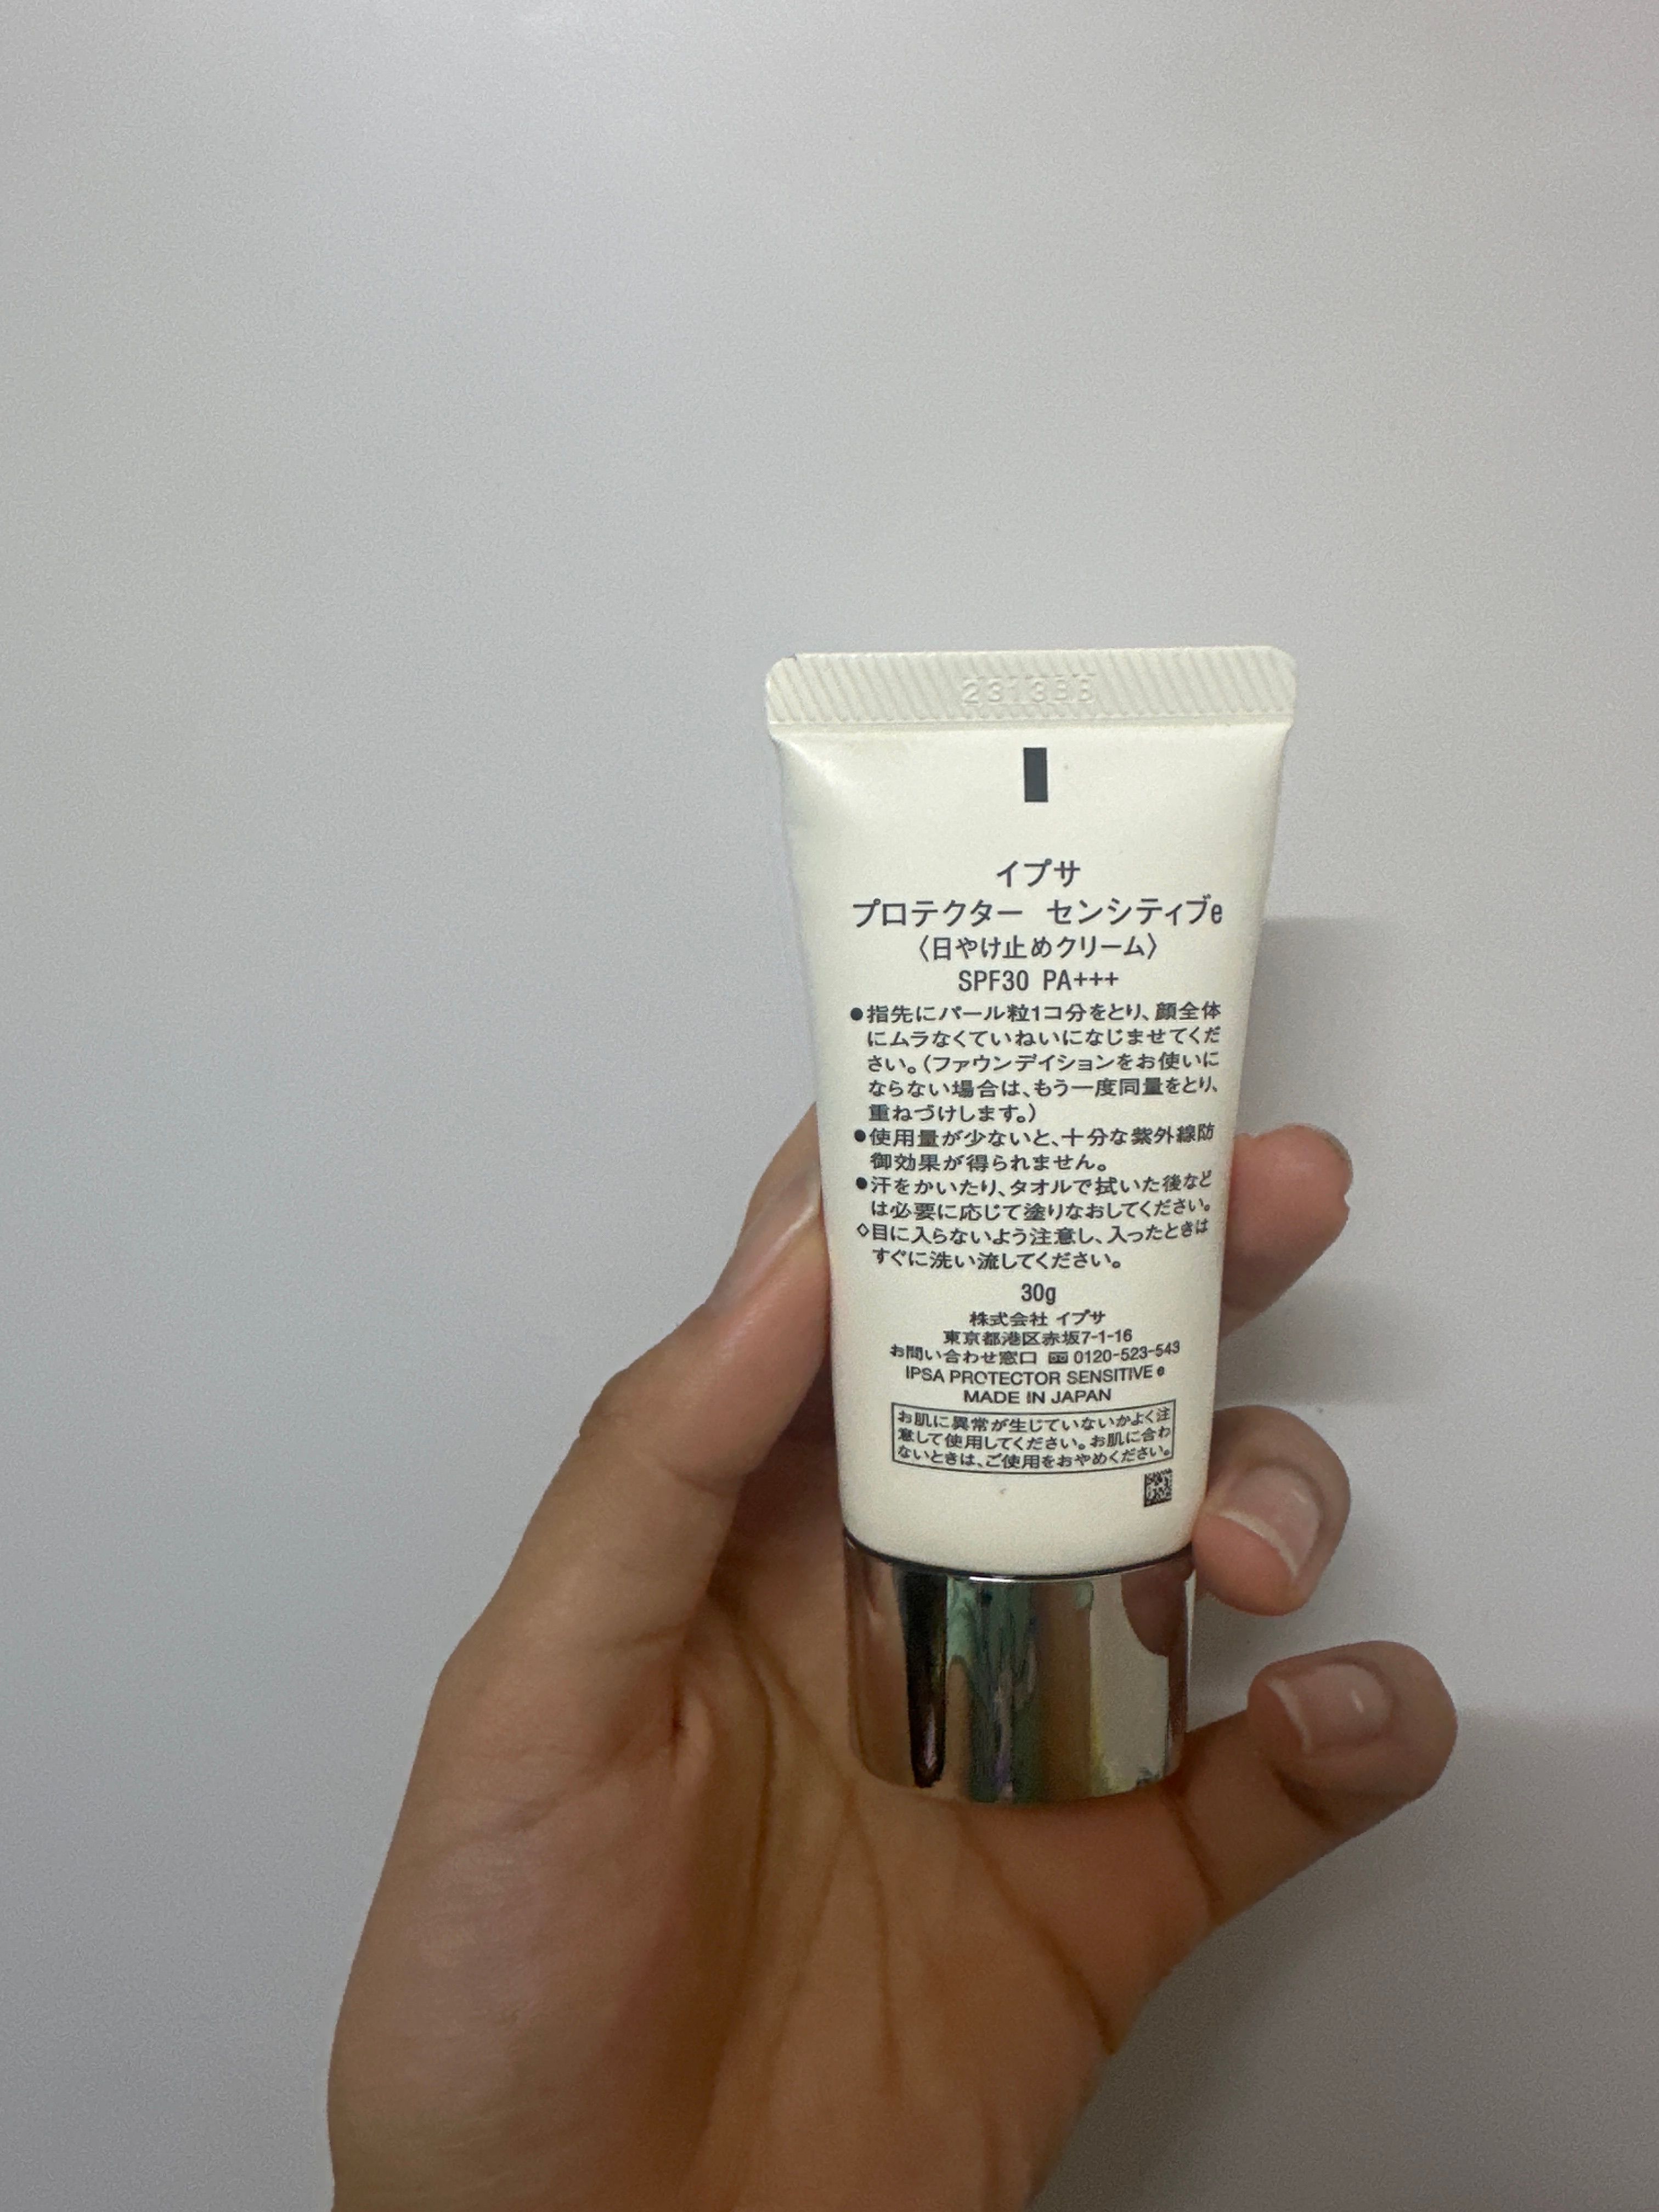 イプサ
プロテクター センシティブe
〈日やけ止めクリーム〉
SPF30 PA+++
●指先にパール粒1コ分をとり、顔全体
にムラなくていねいになじませてくだ
さい。(ファウンデイションをお使いに
ならない場合は、もう一度同量をとり、
重ねづけします。)
●使用量が少ないと、十分な紫外線防
御効果が得られません。
●汗をかいたり、タオルで拭いた後など
は必要に応じて塗りなおしてください。
◇目に入らないよう注意し、入ったときは
すぐに洗い流してください。
30g
株式会社 イプサ
東京都港区赤坂7-1-16
お問い合わせ窓口 0120-523-543
IPSA PROTECTOR SENSITIVE e
MADE IN JAPAN
お肌に異常が生じていないかよく注
意して使用してください。お肌に合わ
ないときは、ご使用をおやめください。